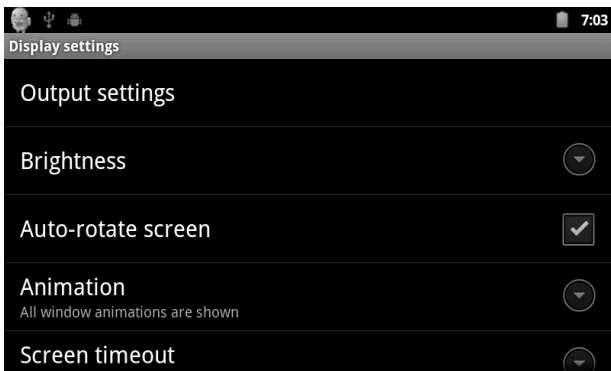 7:03
Display settings
Output settings
Brightness
Auto-rotate screen
Animation
All window animations are shown
Screen timeout